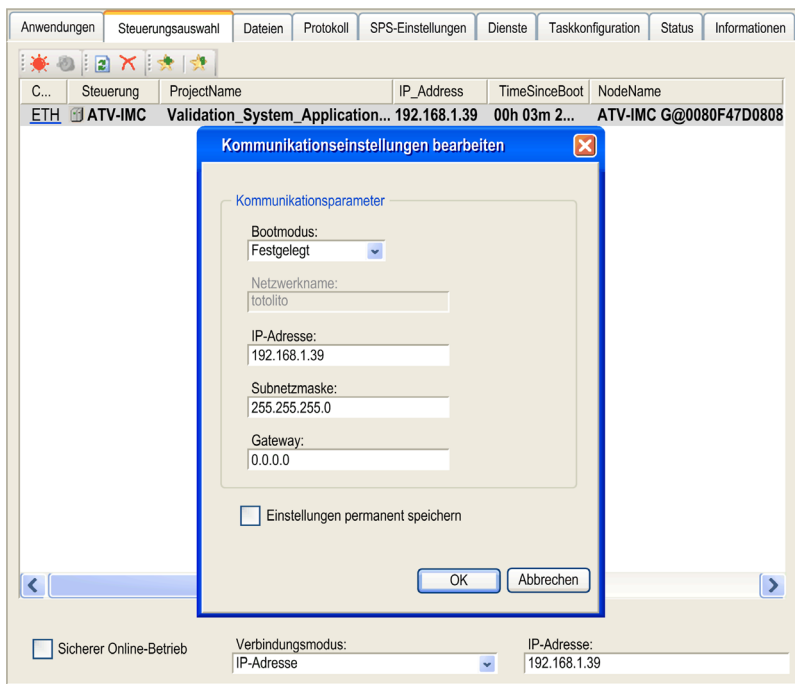 Anwendungen Steuerungsauswahl Dateien Protokoll SPS-Einstellungen Dienste Taskkonfiguration Status Informationen
C... Steuerung ProjectName IP_Address TimeSinceBoot NodeName
ETH ATV-IMC Validation_System_Application... 192.168.1.39 00h 03m 2... ATV-IMC G@0080F47D0808
Kommunikationseinstellungen bearbeiten
Kommunikationsparameter
Bootmodus:
Festgelegt
Netzwerkname:
totolito
IP-Adresse:
192.168.1.39
Subnetzmaske:
255.255.255.0
Gateway:
0.0.0.0
Einstellungen permanent speichern
OK Abbrechen
Sicherer Online-Betrieb Verbindungsmodus: IP-Adresse:
IP-Adresse 192.168.1.39